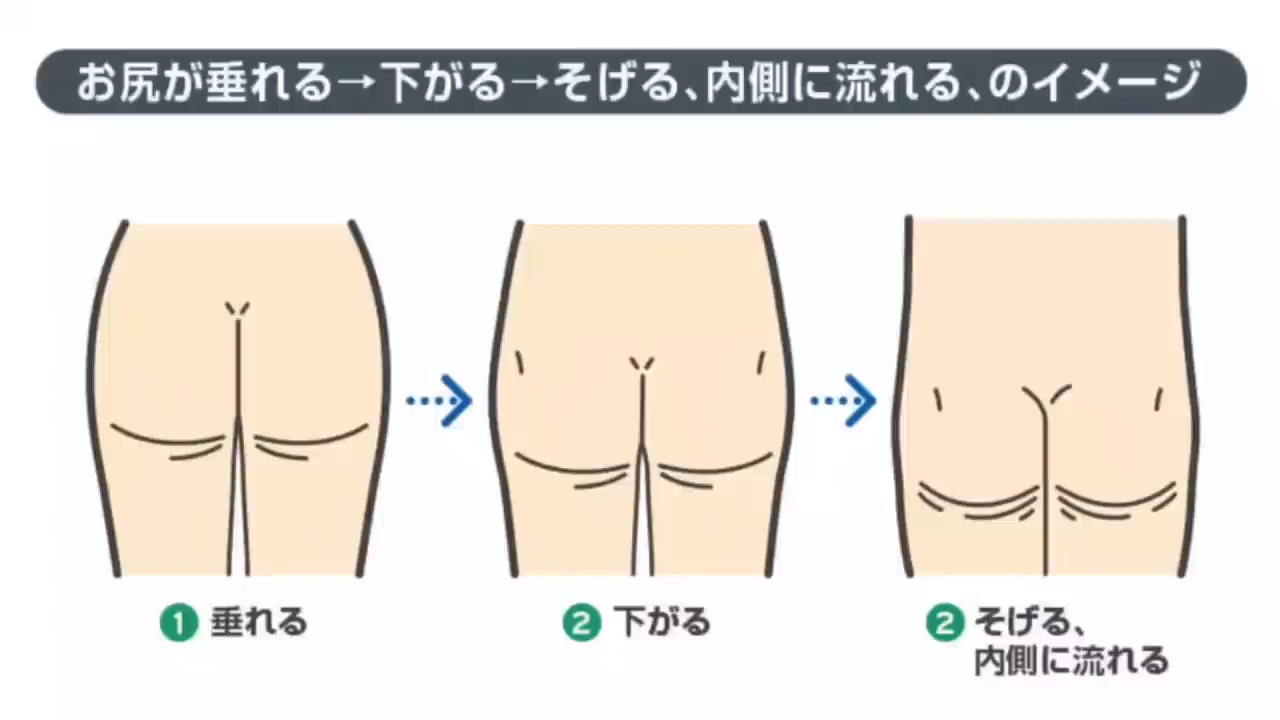 お尻が垂れる→下がる→そげる、内側に流れる、のイメージ
1 垂れる
2 下がる
2 そげる、
内側に流れる